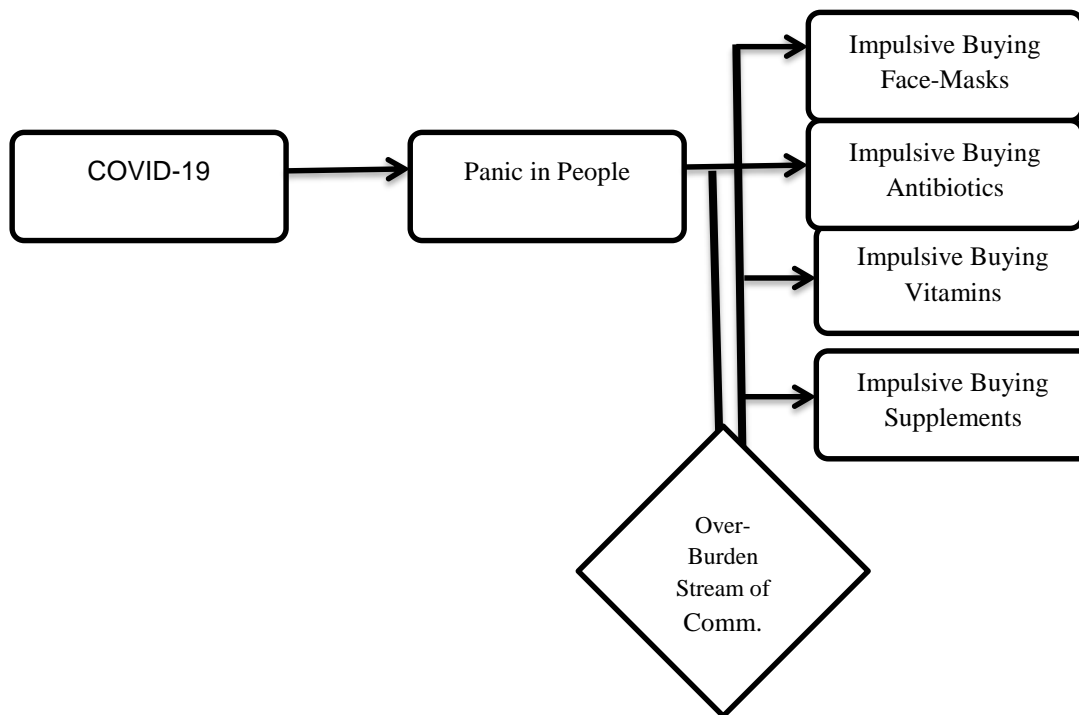 COVID-19
Panic in People
Impulsive Buying
Face-Masks
Impulsive Buying
Antibiotics
Impulsive Buying
Vitamins
Impulsive Buying
Supplements
Over-
Burden
Stream of
Comm.